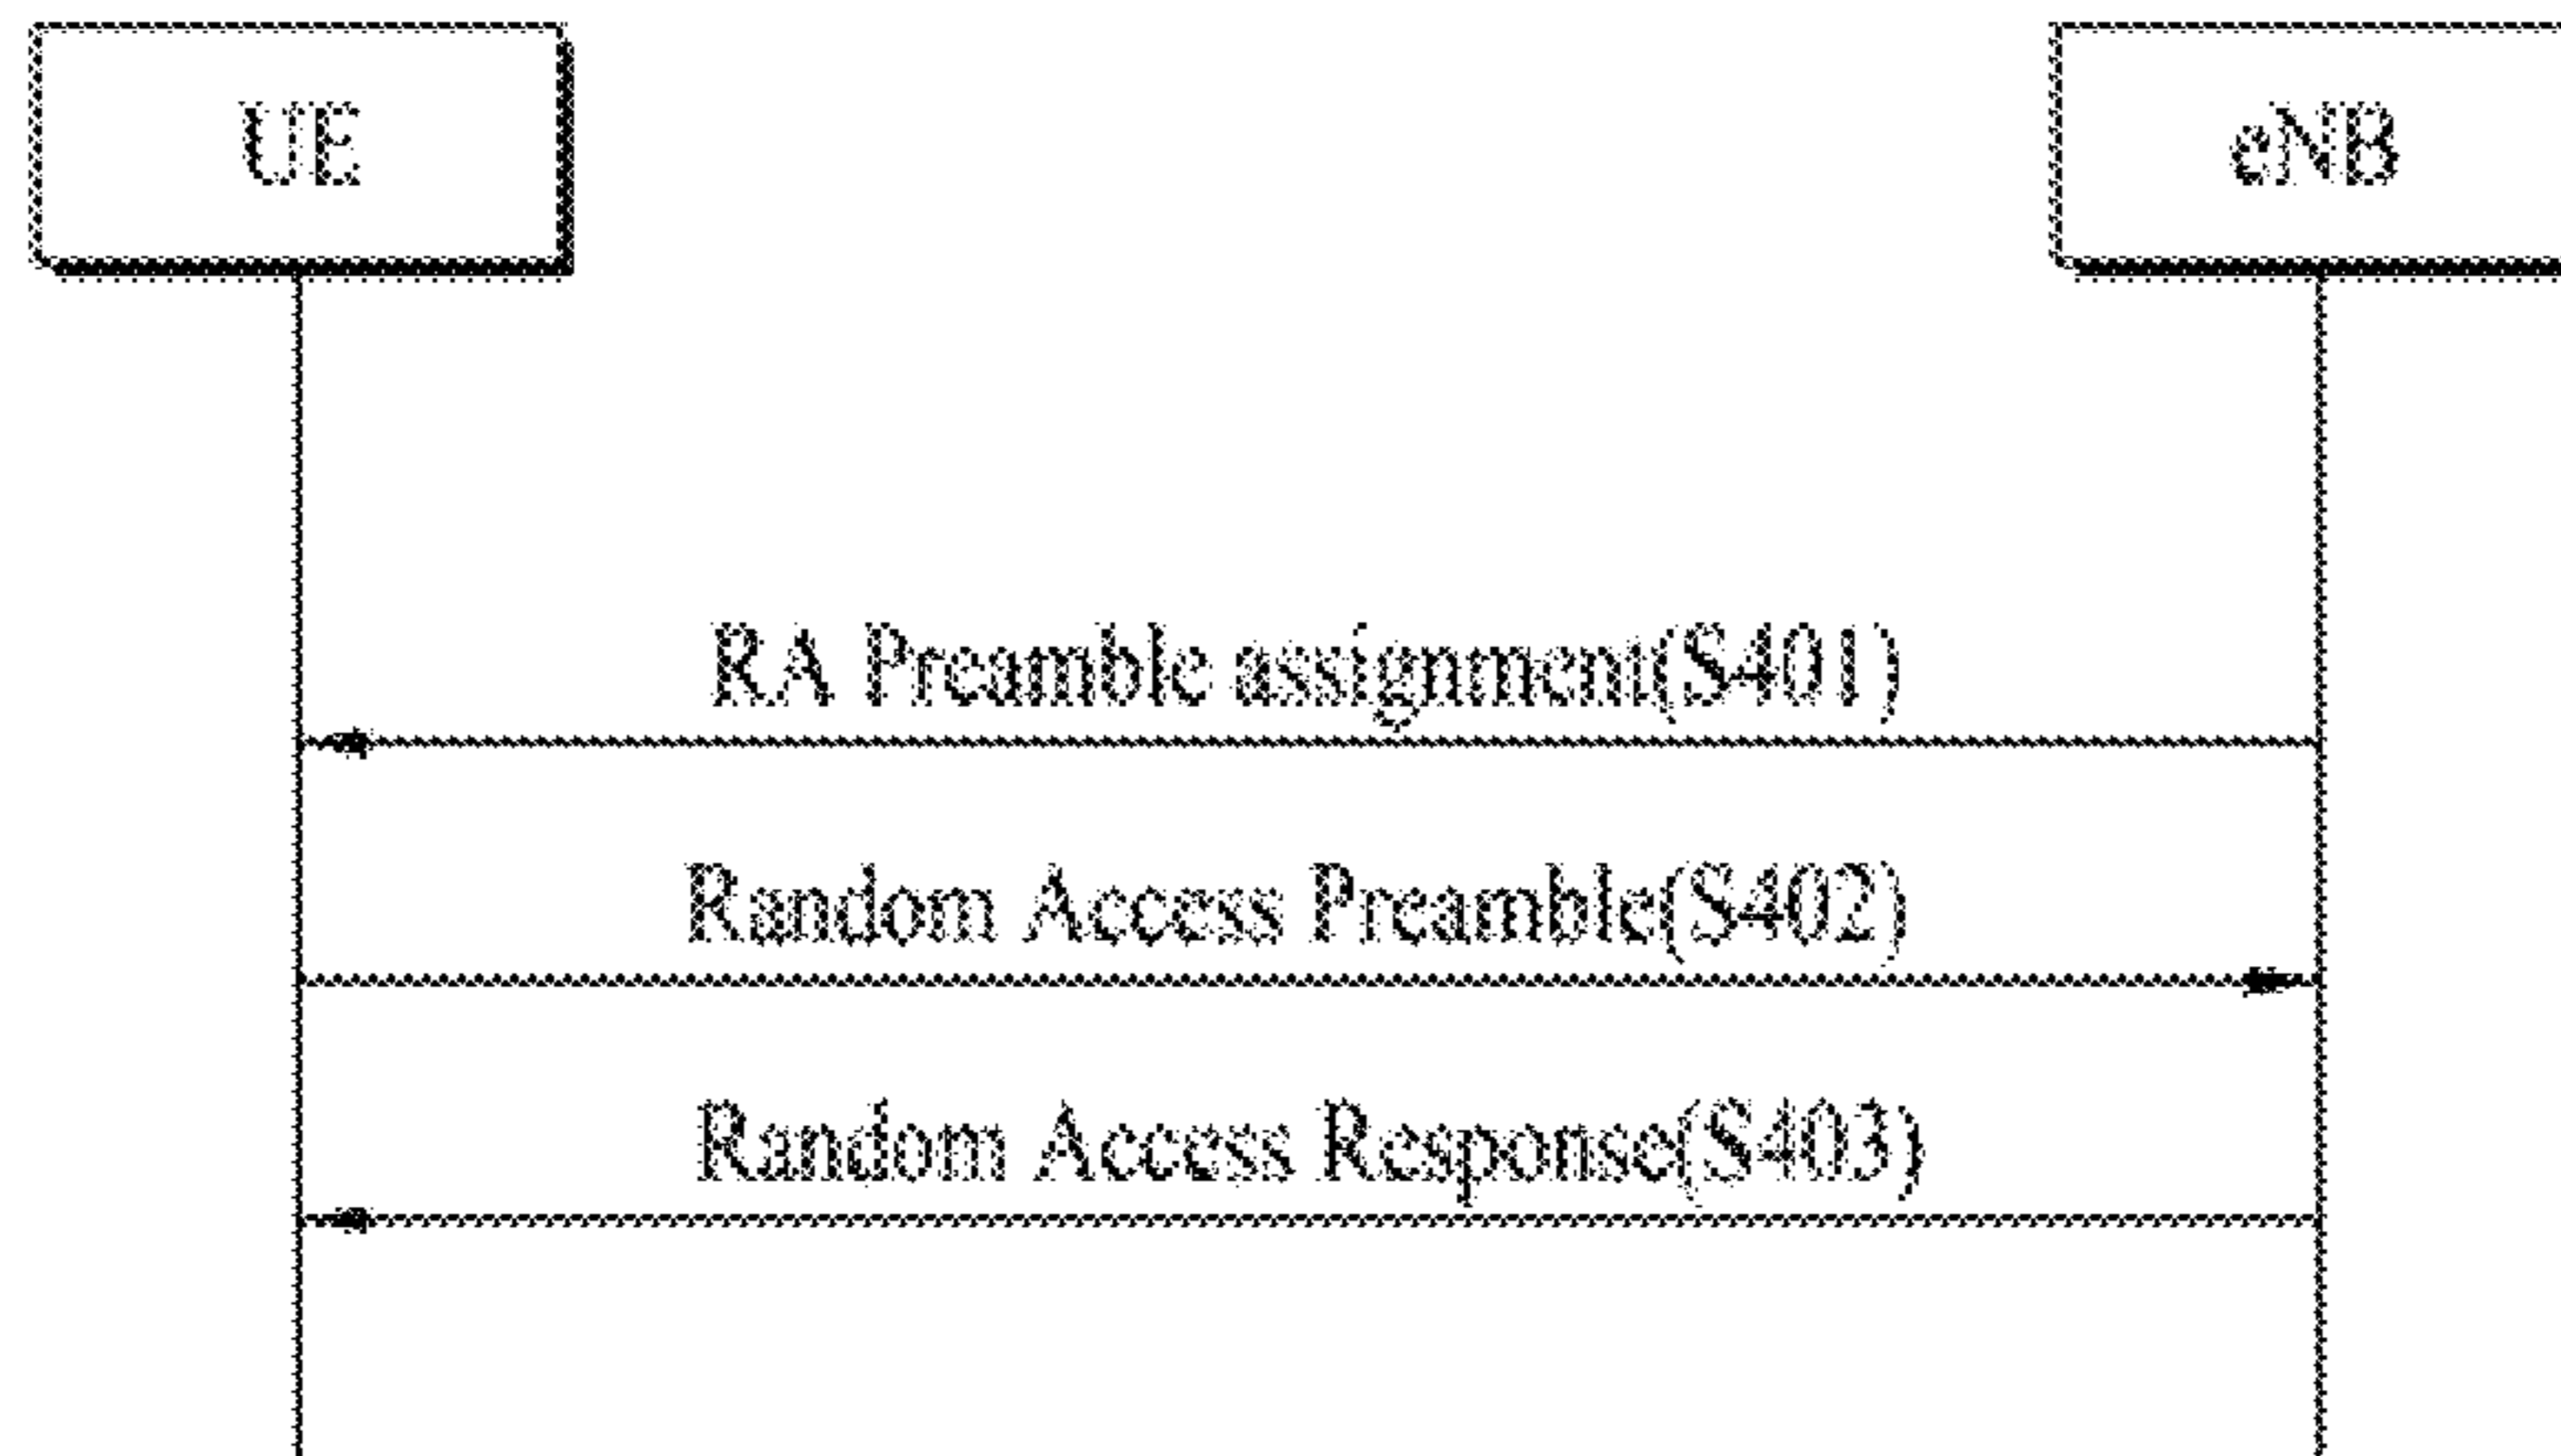 UE
eNB
RA Preamble assignment(S401)
Random Access Preamble(S402)
Random Access Response(S403)